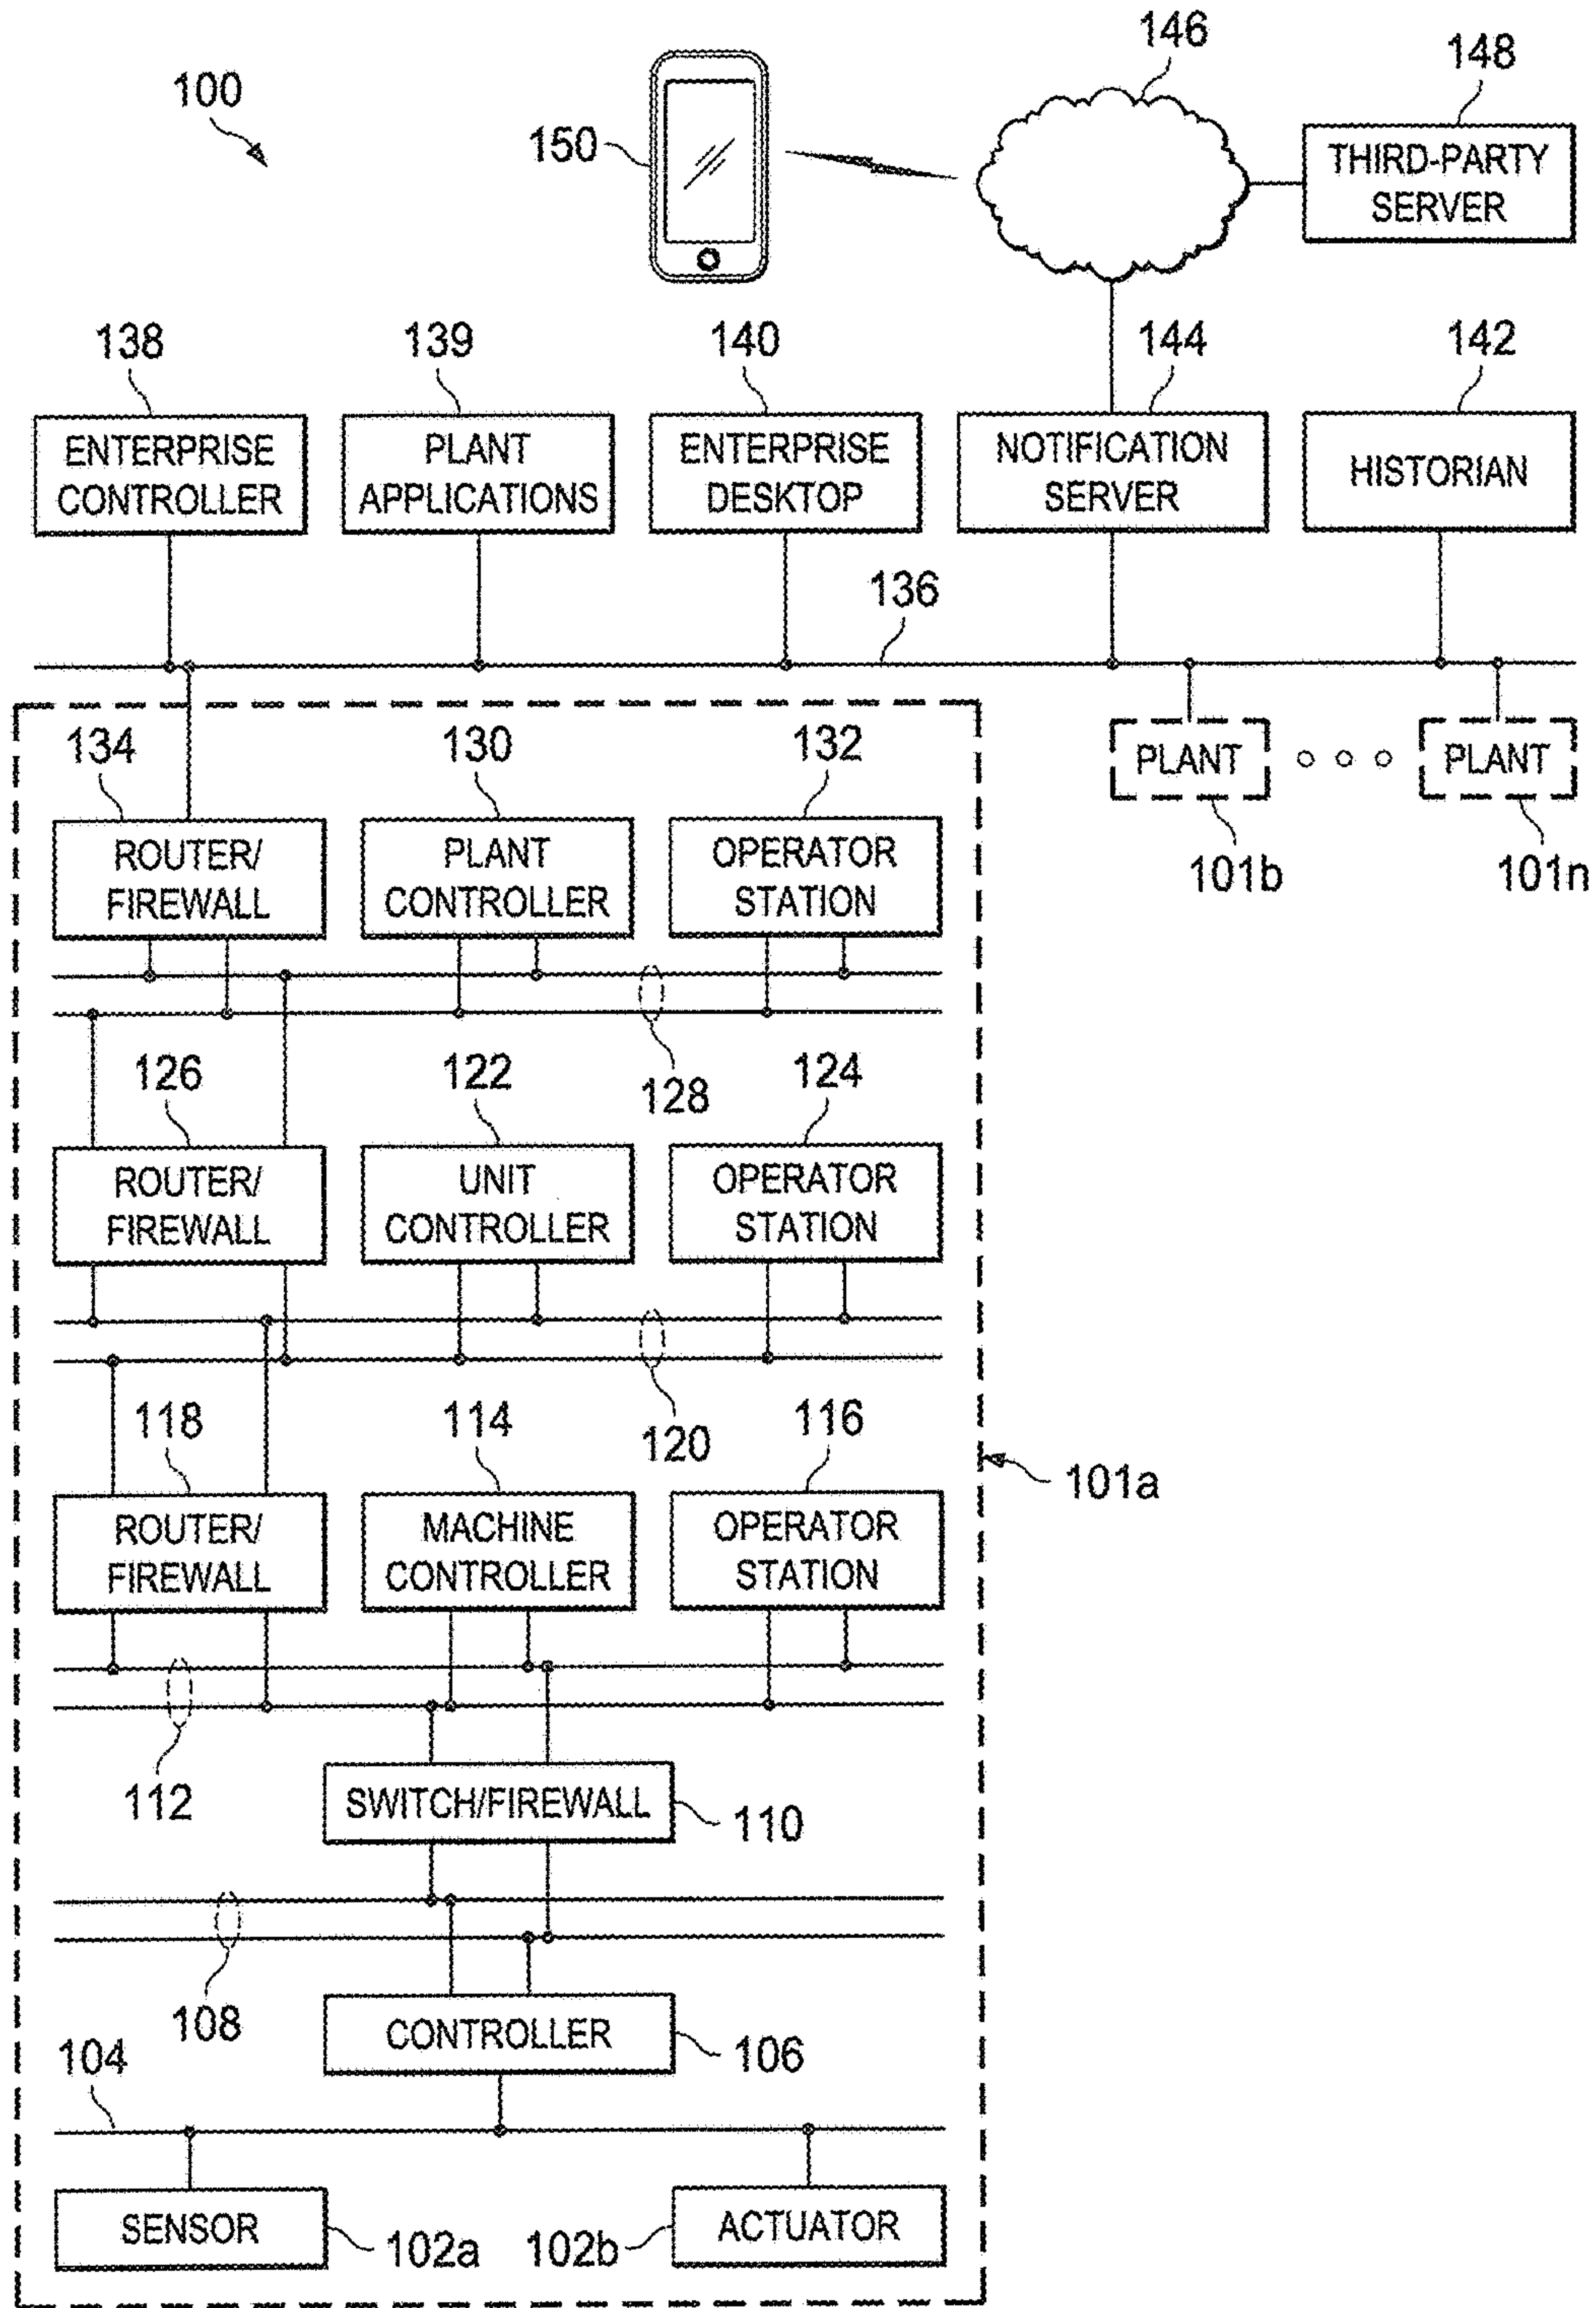 146
148
100
150
THIRD-PARTY
SERVER
138
139
140
144
142
ENTERPRISE
CONTROLLER
PLANT
APPLICATIONS
ENTERPRISE
DESKTOP
NOTIFICATION
SERVER
HISTORIAN
136
134
130
132
PLANT
PLANT
ROUTER/
FIREWALL
PLANT
CONTROLLER
OPERATOR
STATION
101b
101n
126
122
128
124
ROUTER/
FIREWALL
UNIT
CONTROLLER
OPERATOR
STATION
118
114
120
116
101a
ROUTER/
FIREWALL
MACHINE
CONTROLLER
OPERATOR
STATION
112
SWITCH/FIREWALL
110
108
CONTROLLER
106
104
SENSOR
102a
102b
ACTUATOR